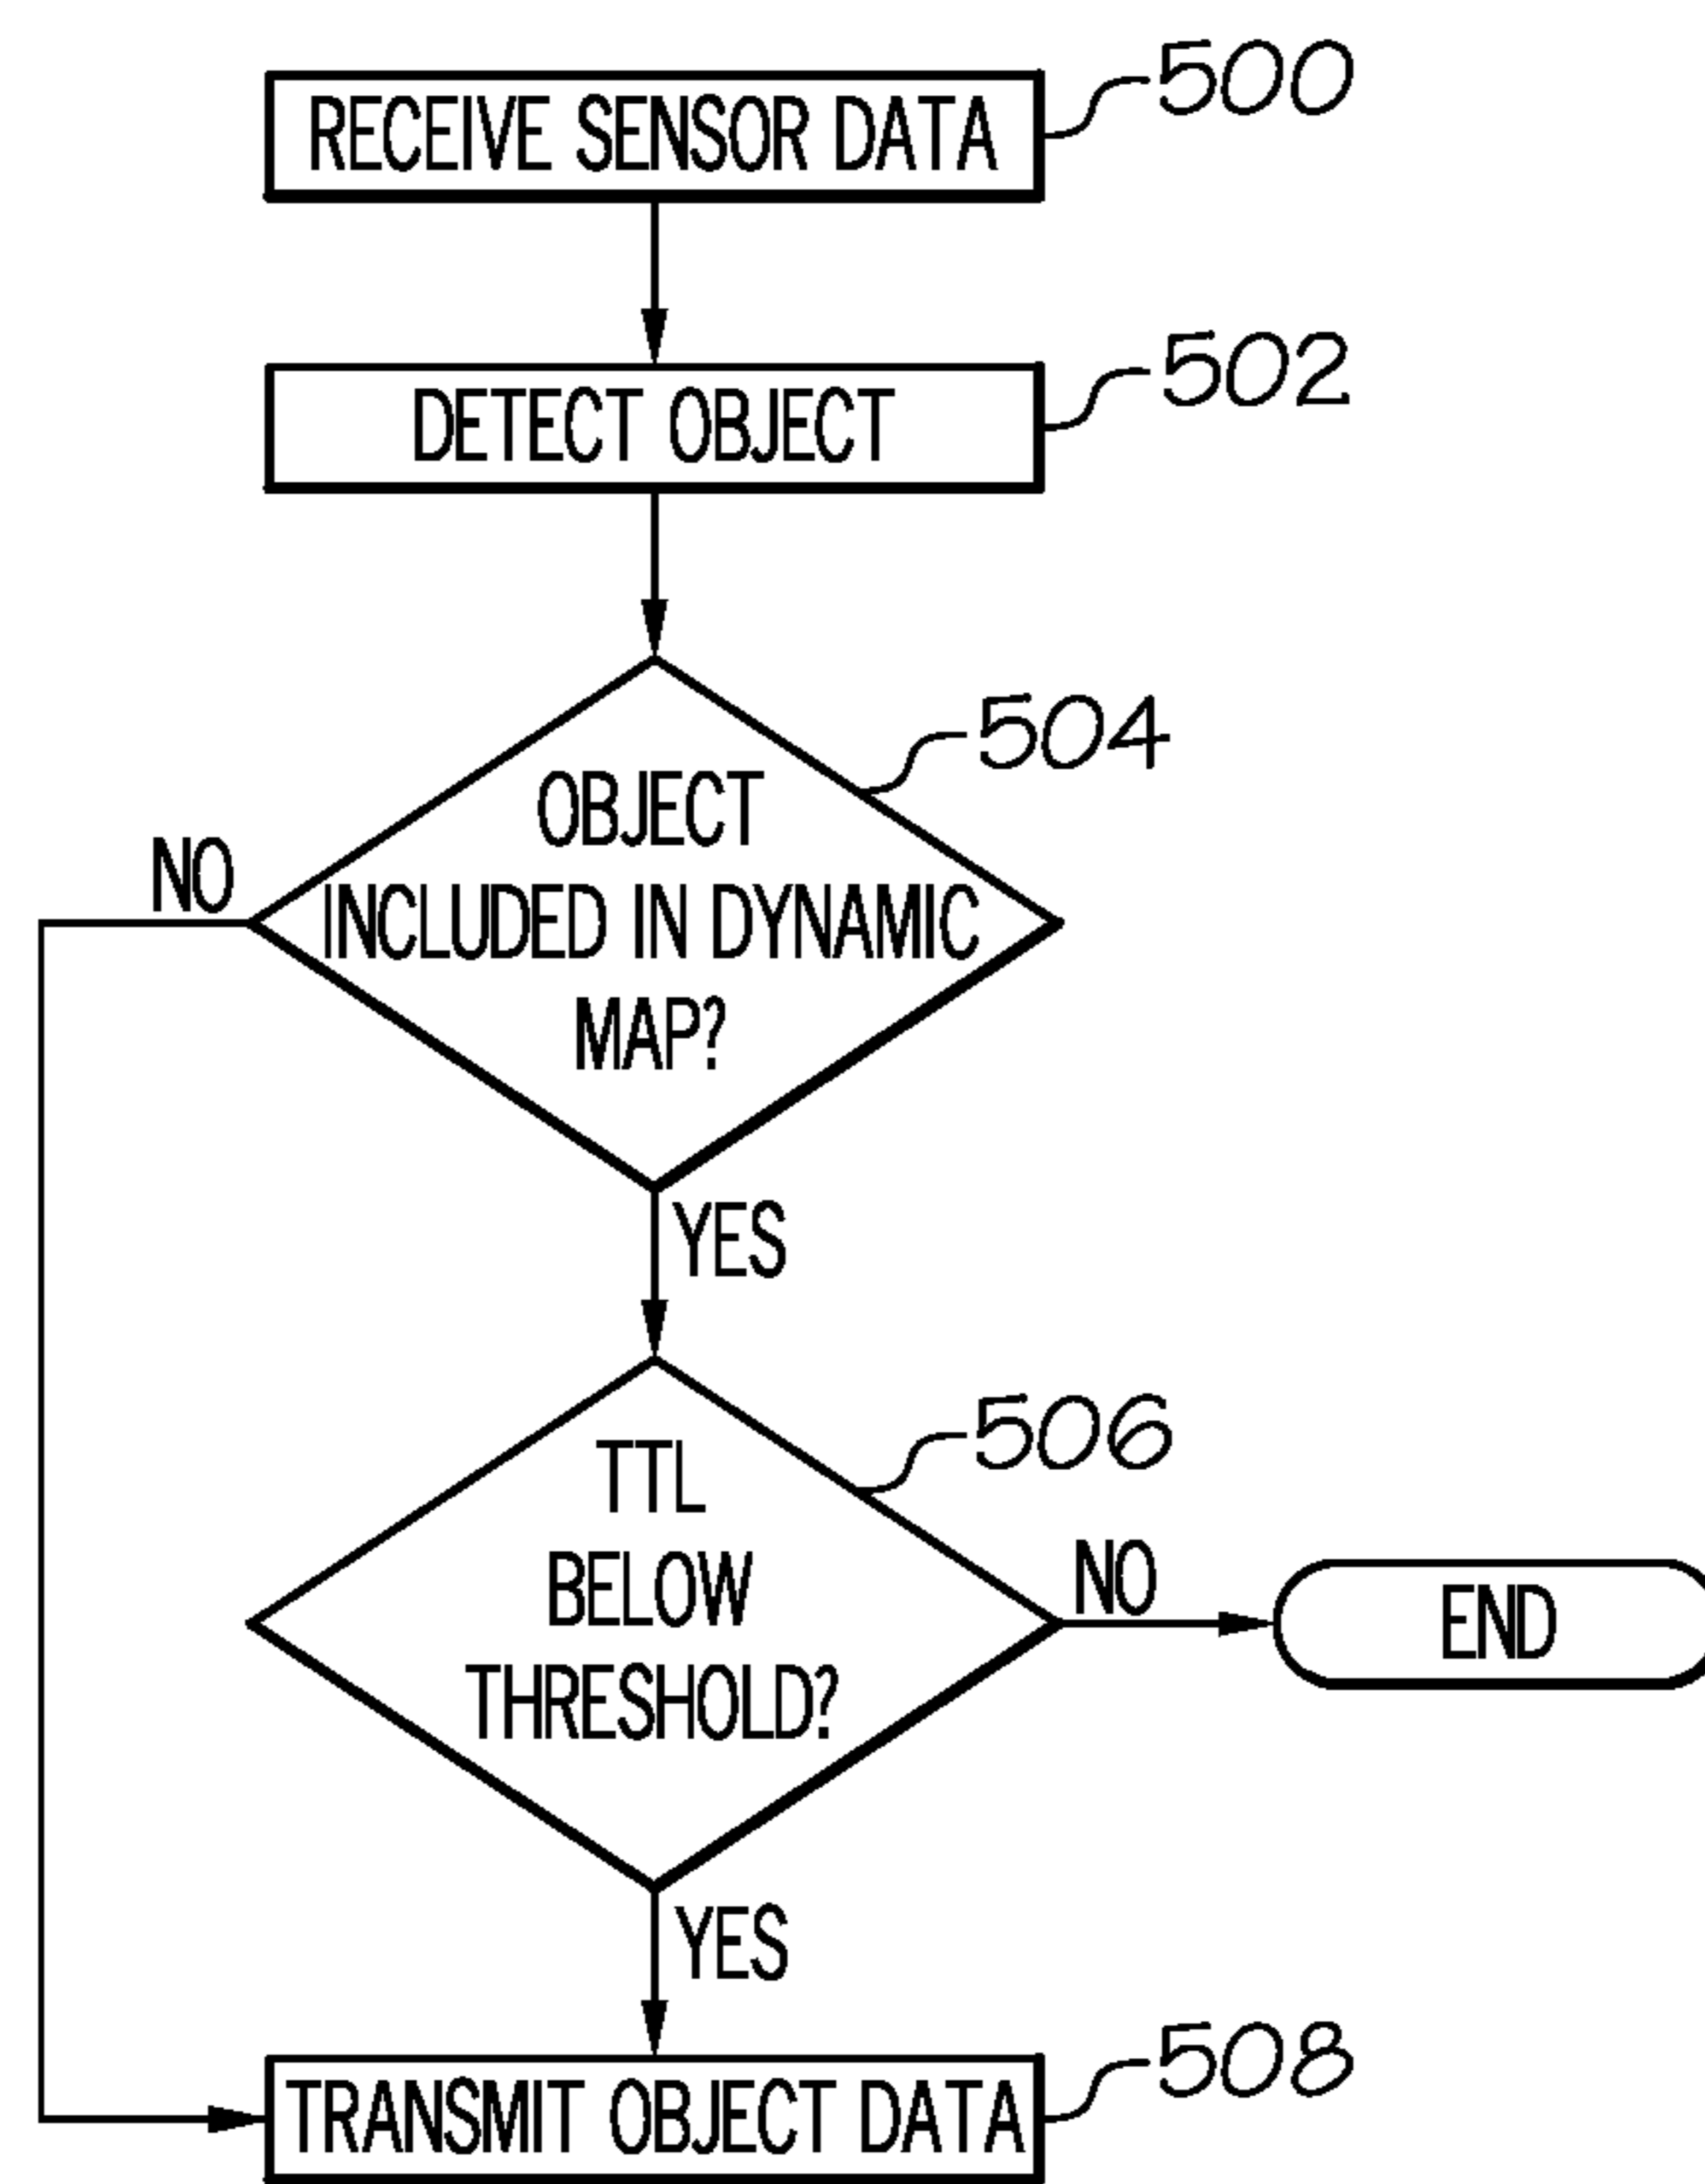 RECEIVE SENSOR DATA
500
DETECT OBJECT
502
504
OBJECT
INCLUDED IN DYNAMIC
MAP?
NO
YES
506
TTL
BELOW
THRESHOLD?
NO
END
YES
TRANSMIT OBJECT DATA
508